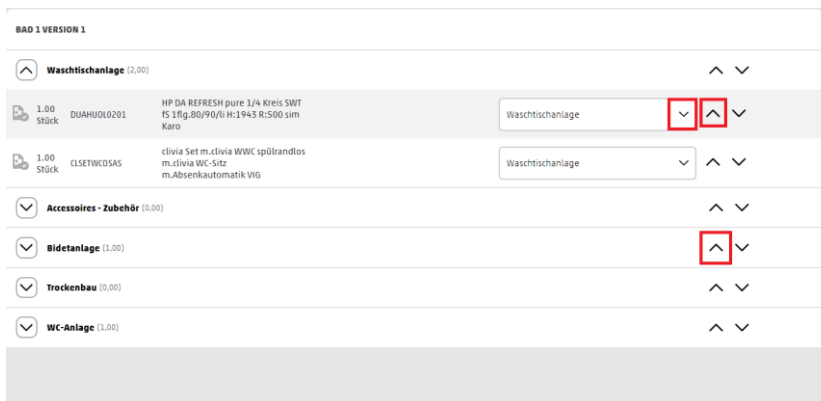 BAD 1 VERSION 1
Waschtischanlage (2,00)
1.00
Stück
DUAHUOL0201
HP DA REFRESH pure 1/4 Kreis SWT
fS 1flg.80/90/li H:1943 R:500 sim
Karo
Waschtischanlage
1.00
Stück
CLSETWCOSAS
clivia Set m.clivia WWC spülrandlos
m.clivia WC-Sitz
m.Absenkautomatik VIG
Waschtischanlage
Accessoires - Zubehör (0,00)
Bidetanlage (1,00)
Trockenbau (0,00)
WC-Anlage (1,00)